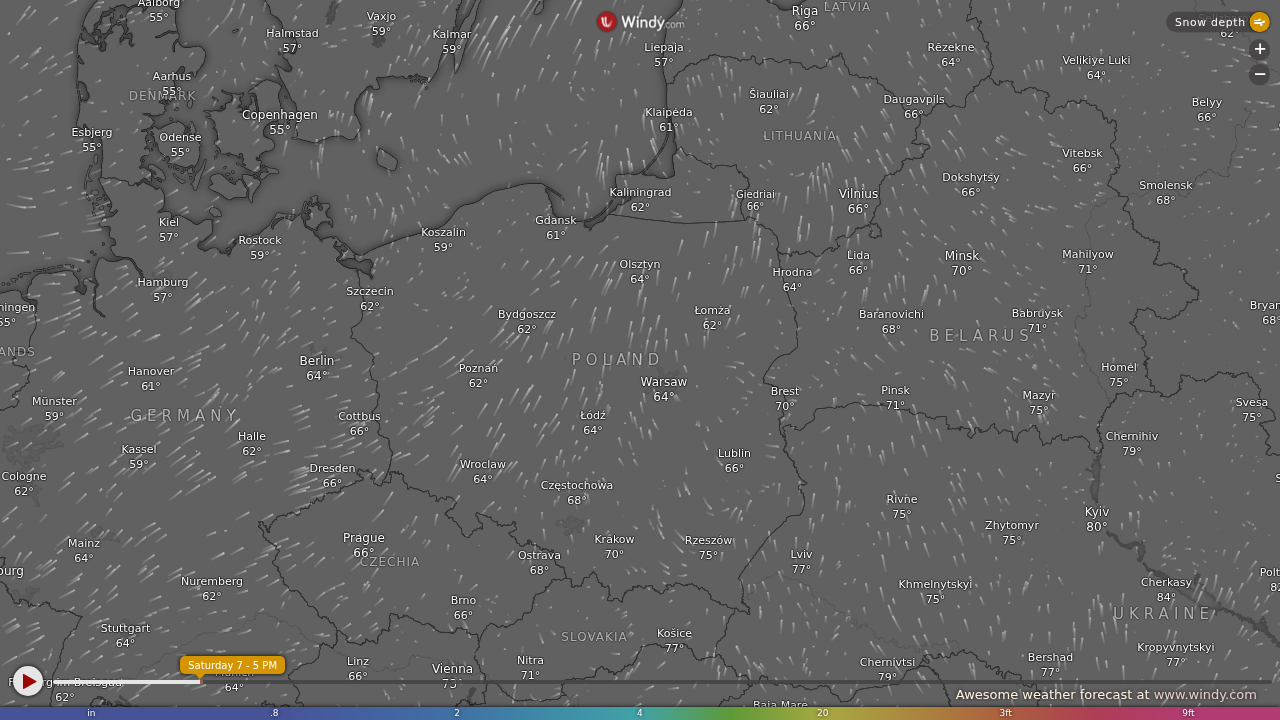 Aalborg
55°
Vaxjo
59°
Halmstad
57°
Kalmar
59°
Windy.com
Liepaja
57°
Riga
66°
LATVIA
Rēzekne
64°
Velikiye Luki
64°
Snow depth
62°
+
−
Aarhus
55°
DENMARK
Copenhagen
55°
Esbjerg
55°
Odense
55°
Klaipėda
61°
Šiauliai
62°
LITHUANIA
Daugavpils
66°
Belyy
66°
Vitebsk
66°
Dokshytsy
66°
Smolensk
68°
Kaliningrad
62°
Giedriai
66°
Vilnius
66°
Kiel
57°
Rostock
59°
Koszalin
59°
Gdansk
61°
Olsztyn
64°
Hrodna
64°
Lida
66°
Minsk
70°
Mahilyow
71°
Hamburg
57°
Szczecin
62°
Bydgoszcz
62°
Łomża
62°
Baranovichi
68°
Babruysk
71°
BELARUS
68°
Hanover
61°
Berlin
64°
Poznań
62°
POLAND
Warsaw
64°
Brest
70°
Pinsk
71°
Mazyr
75°
Homel
75°
Svesa
75°
Münster
59°
GERMANY
Cottbus
66°
Łódź
64°
Chernihiv
79°
Kassel
59°
Halle
62°
Dresden
66°
Wroclaw
64°
Częstochowa
68°
Lublin
66°
Cologne
62°
Rivne
75°
Zhytomyr
75°
Kyiv
80°
Mainz
64°
Prague
66°
CZECHIA
Ostrava
68°
Krakow
70°
Rzeszów
75°
Lviv
77°
Nuremberg
62°
Khmelnytskyi
75°
Cherkasy
84°
UKRAINE
Brno
66°
Stuttgart
64°
SLOVAKIA
Košice
77°
Kropyvnytskyi
77°
Bershad
77°
Chernivtsi
79°
Saturday 7 - 5 PM
Linz
66°
Vienna
73°
Nitra
71°
64°
62°
Awesome weather forecast at www.windy.com
Baia Mare
in .8 2 4 20 3ft 9ft